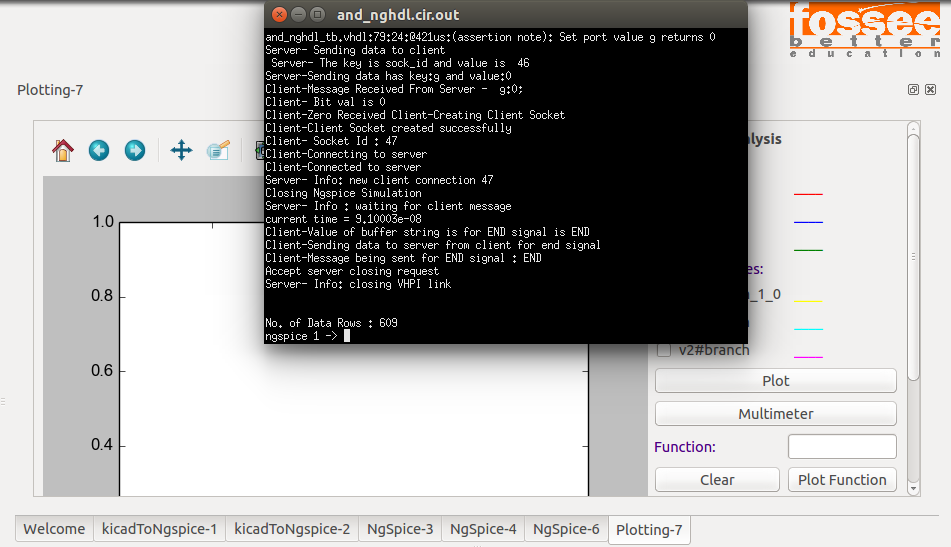 and_nghdl.cir.out
fossee
better
education
and_nghdl_tb.vhdl:79:24:@421us:(assertion note): Set port value g returns 0
Server- Sending data to client
Server- The key is sock_id and value is 46
Server-Sending data has key:g and value:0
Client-Message Received From Server - g:0;
Client- Bit val is 0
Client-Zero Received Client-Creating Client Socket
Client-Client Socket created successfully
Client- Socket Id : 47
Client-Connecting to server
Client-Connected to server
Server- Info: new client connection 47
Closing Ngspice Simulation
Server- Info : waiting for client message
current time = 9.10003e-08
Client-Value of buffer string is for END signal is END
Client-Sending data to server from client for end signal
Client-Message being sent for END signal : END
Accept server closing request
Server- Info: closing VHPI link
No. of Data Rows : 609
ngspice 1 ->
Plotting-7
1.0
0.8
0.6
0.4
alysis
es:
_1_0
v2#branch
Plot
Multimeter
Function:
Clear
Plot Function
Welcome
kicadToNgspice-1
kicadToNgspice-2
NgSpice-3
NgSpice-4
NgSpice-6
Plotting-7